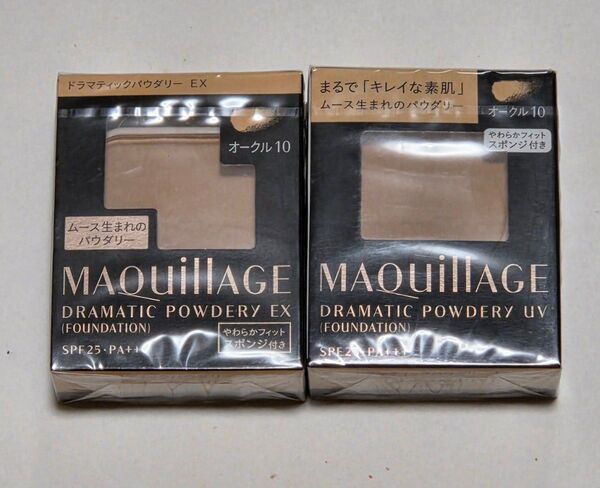 ドラマティックパウダリー EX
オークル10
ムース生まれの
パウダリー
MAQuillAGE
DRAMATIC POWDERY EX
(FOUNDATION)
やわらかフィット
スポンジ付き
SPF25・PA++
まるで「キレイな素肌」
ムース生まれのパウダリー
オークル10
やわらかフィット
スポンジ付き
MAQuillAGE
DRAMATIC POWDERY UV
(FOUNDATION)
SPF25・PA+++